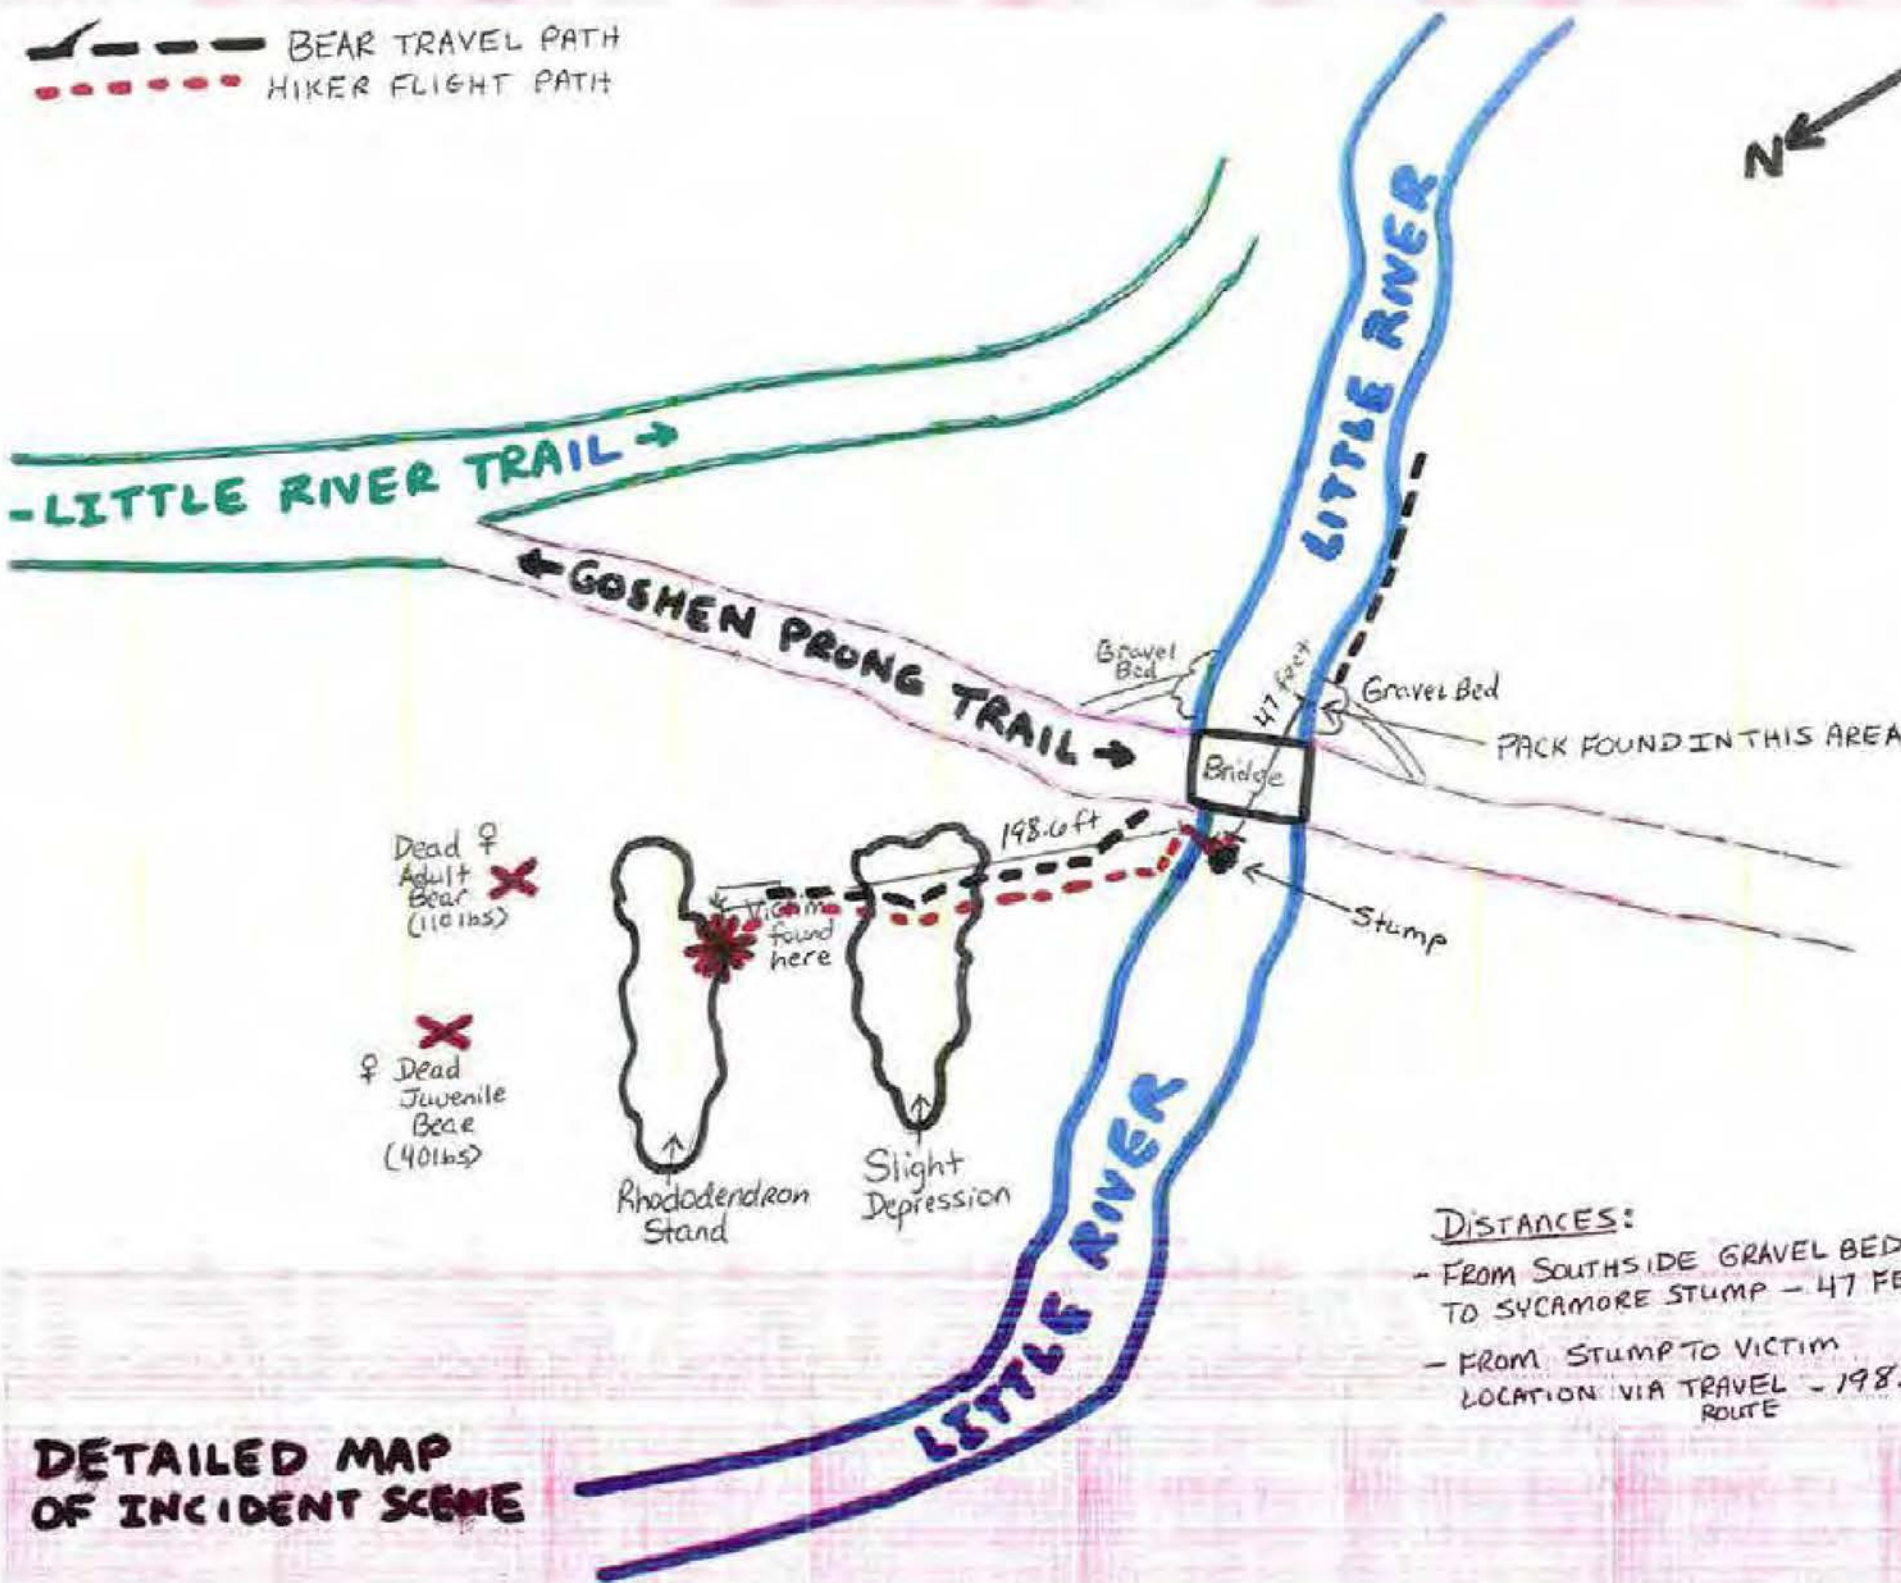 BEAR TRAVEL PATH
HIKER FLIGHT PATH
N
LITTLE RIVER
-LITTLE RIVER TRAIL →
← GOSHEN PRONG TRAIL →
Gravel
Bed
47 feet
Gravel Bed
PACK FOUND IN THIS AREA
Bridge
198.6 ft
Dead ♀
Adult
Bear
(110 lbs)
Victim
found
here
Stump
♀ Dead
Juvenile
Bear
(40 lbs)
Rhododendron
Stand
Slight
Depression
LITTLE RIVER
LITTLE RIVER
DISTANCES:
- FROM SOUTHSIDE GRAVEL BED
TO SYCAMORE STUMP - 47 FE
- FROM STUMP TO VICTIM
LOCATION VIA TRAVEL - 198.
ROUTE
DETAILED MAP
OF INCIDENT SCENE